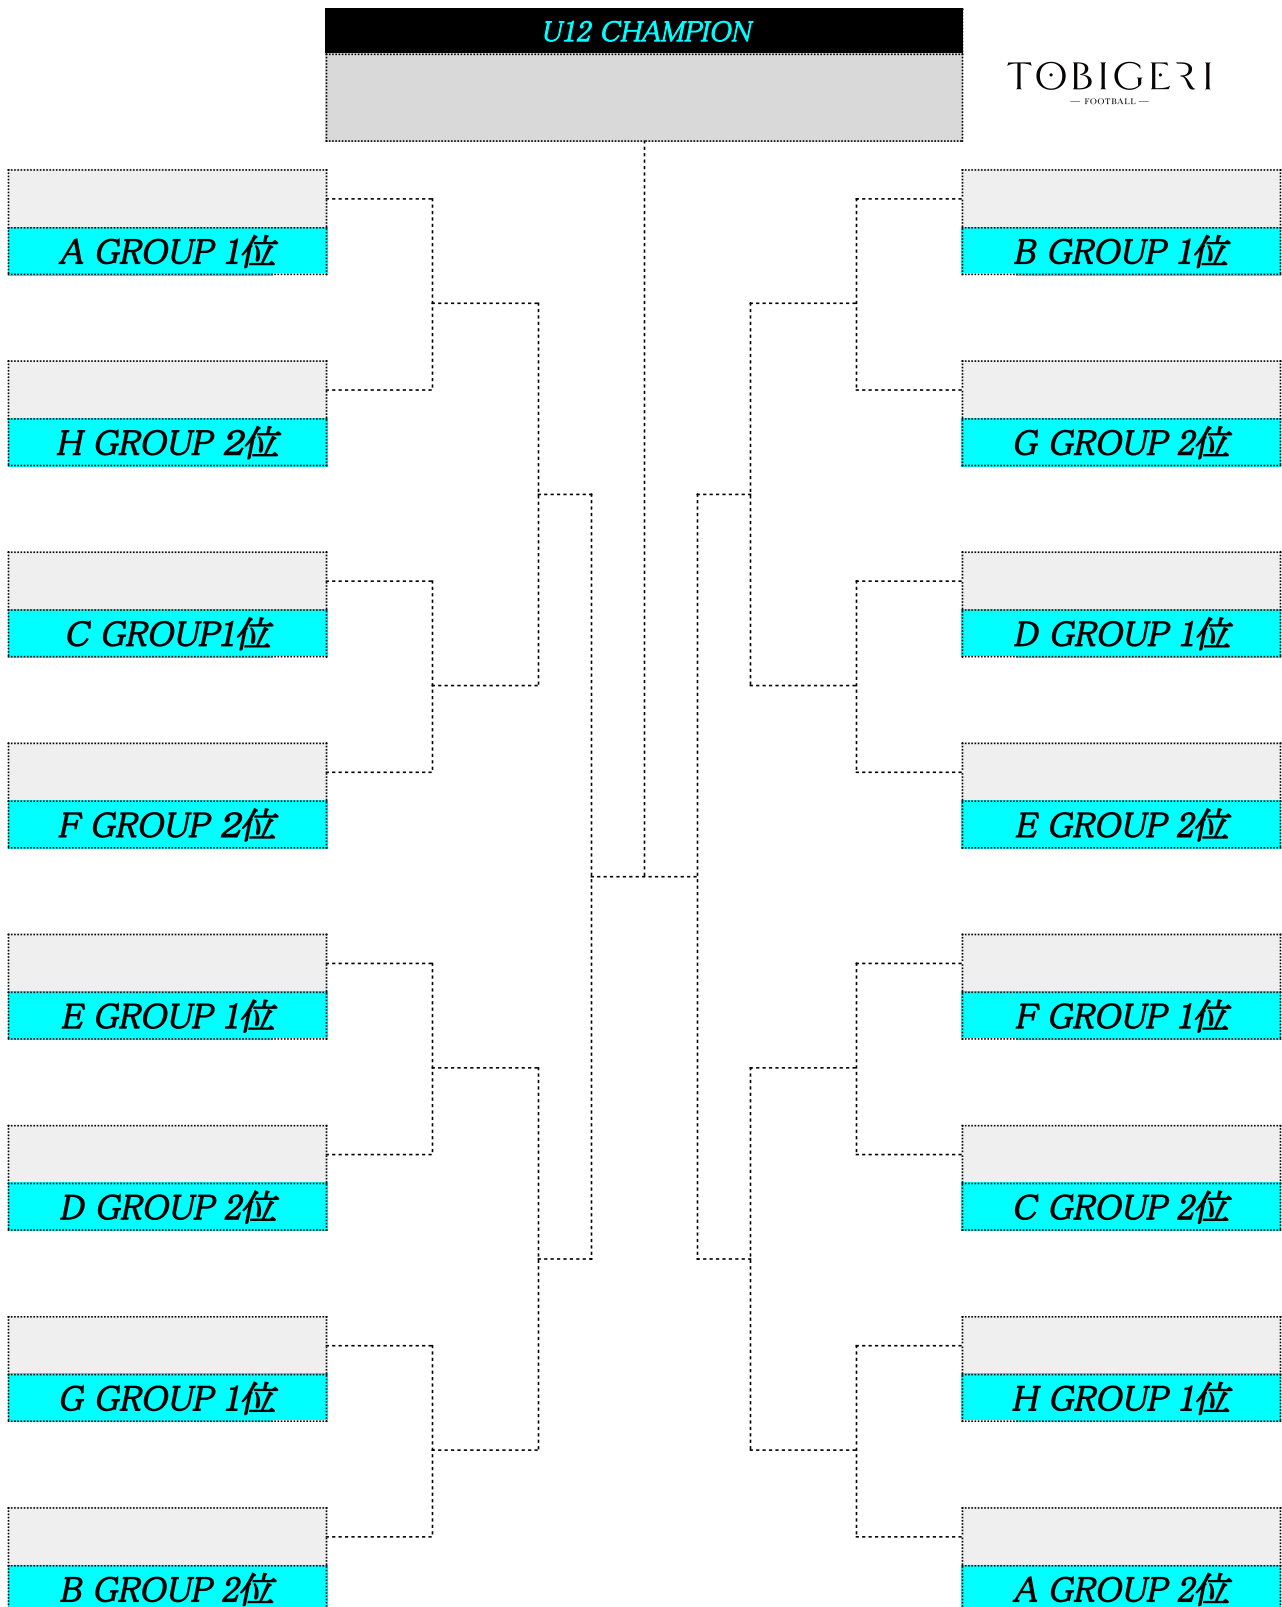 U12 CHAMPION
TOBIGERI
— FOOTBALL —
A GROUP 1位
B GROUP 1位
H GROUP 2位
G GROUP 2位
C GROUP1位
D GROUP 1位
F GROUP 2位
E GROUP 2位
E GROUP 1位
F GROUP 1位
D GROUP 2位
C GROUP 2位
G GROUP 1位
H GROUP 1位
B GROUP 2位
A GROUP 2位